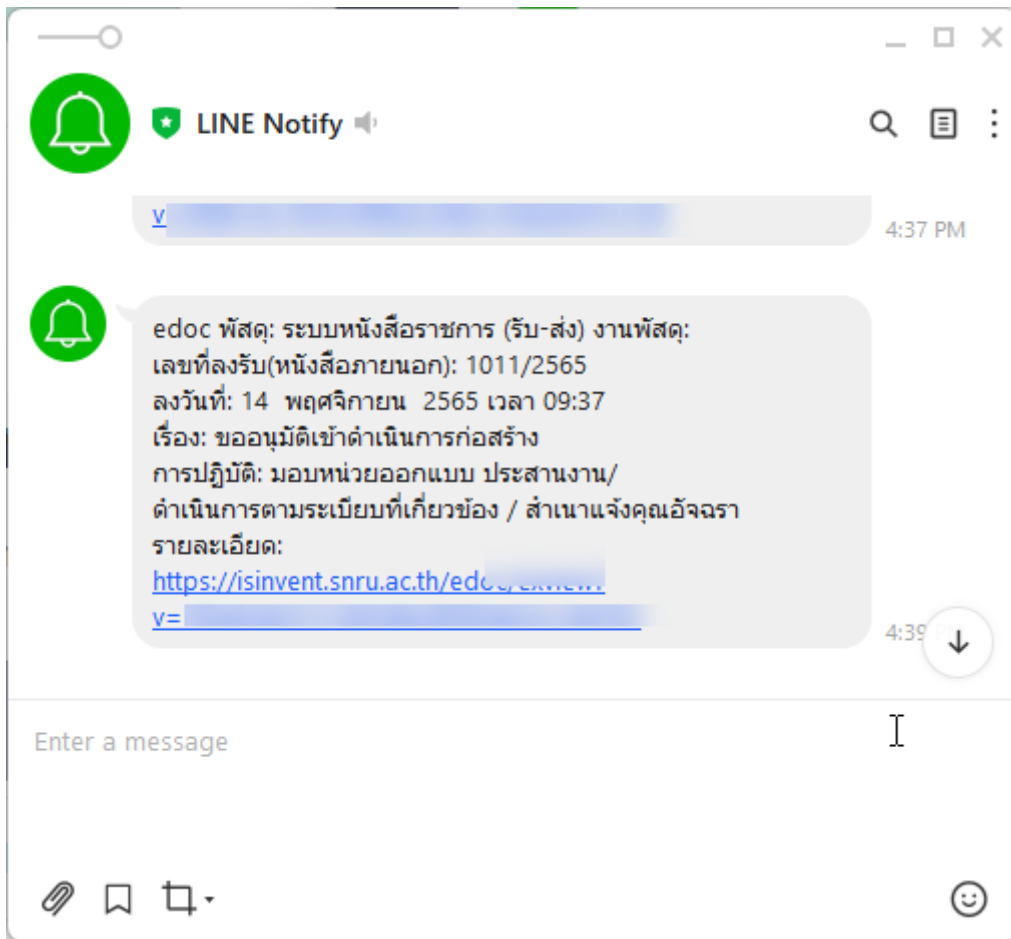 LINE Notify
v
4:37 PM
edoc พัสดุ: ระบบหนังสือราชการ (รับ-ส่ง) งานพัสดุ:
เลขที่ลงรับ(หนังสือภายนอก): 1011/2565
ลงวันที่: 14 พฤศจิกายน 2565 เวลา 09:37
เรื่อง: ขออนุมัติเข้าดำเนินการก่อสร้าง
การปฏิบัติ: มอบหน่วยออกแบบ ประสานงาน/
ดำเนินการตามระเบียบที่เกี่ยวข้อง / สำเนาแจ้งคุณอัจฉรา
รายละเอียด:
https://isinvent.snru.ac.th/edoc/
v=
4:39
Enter a message